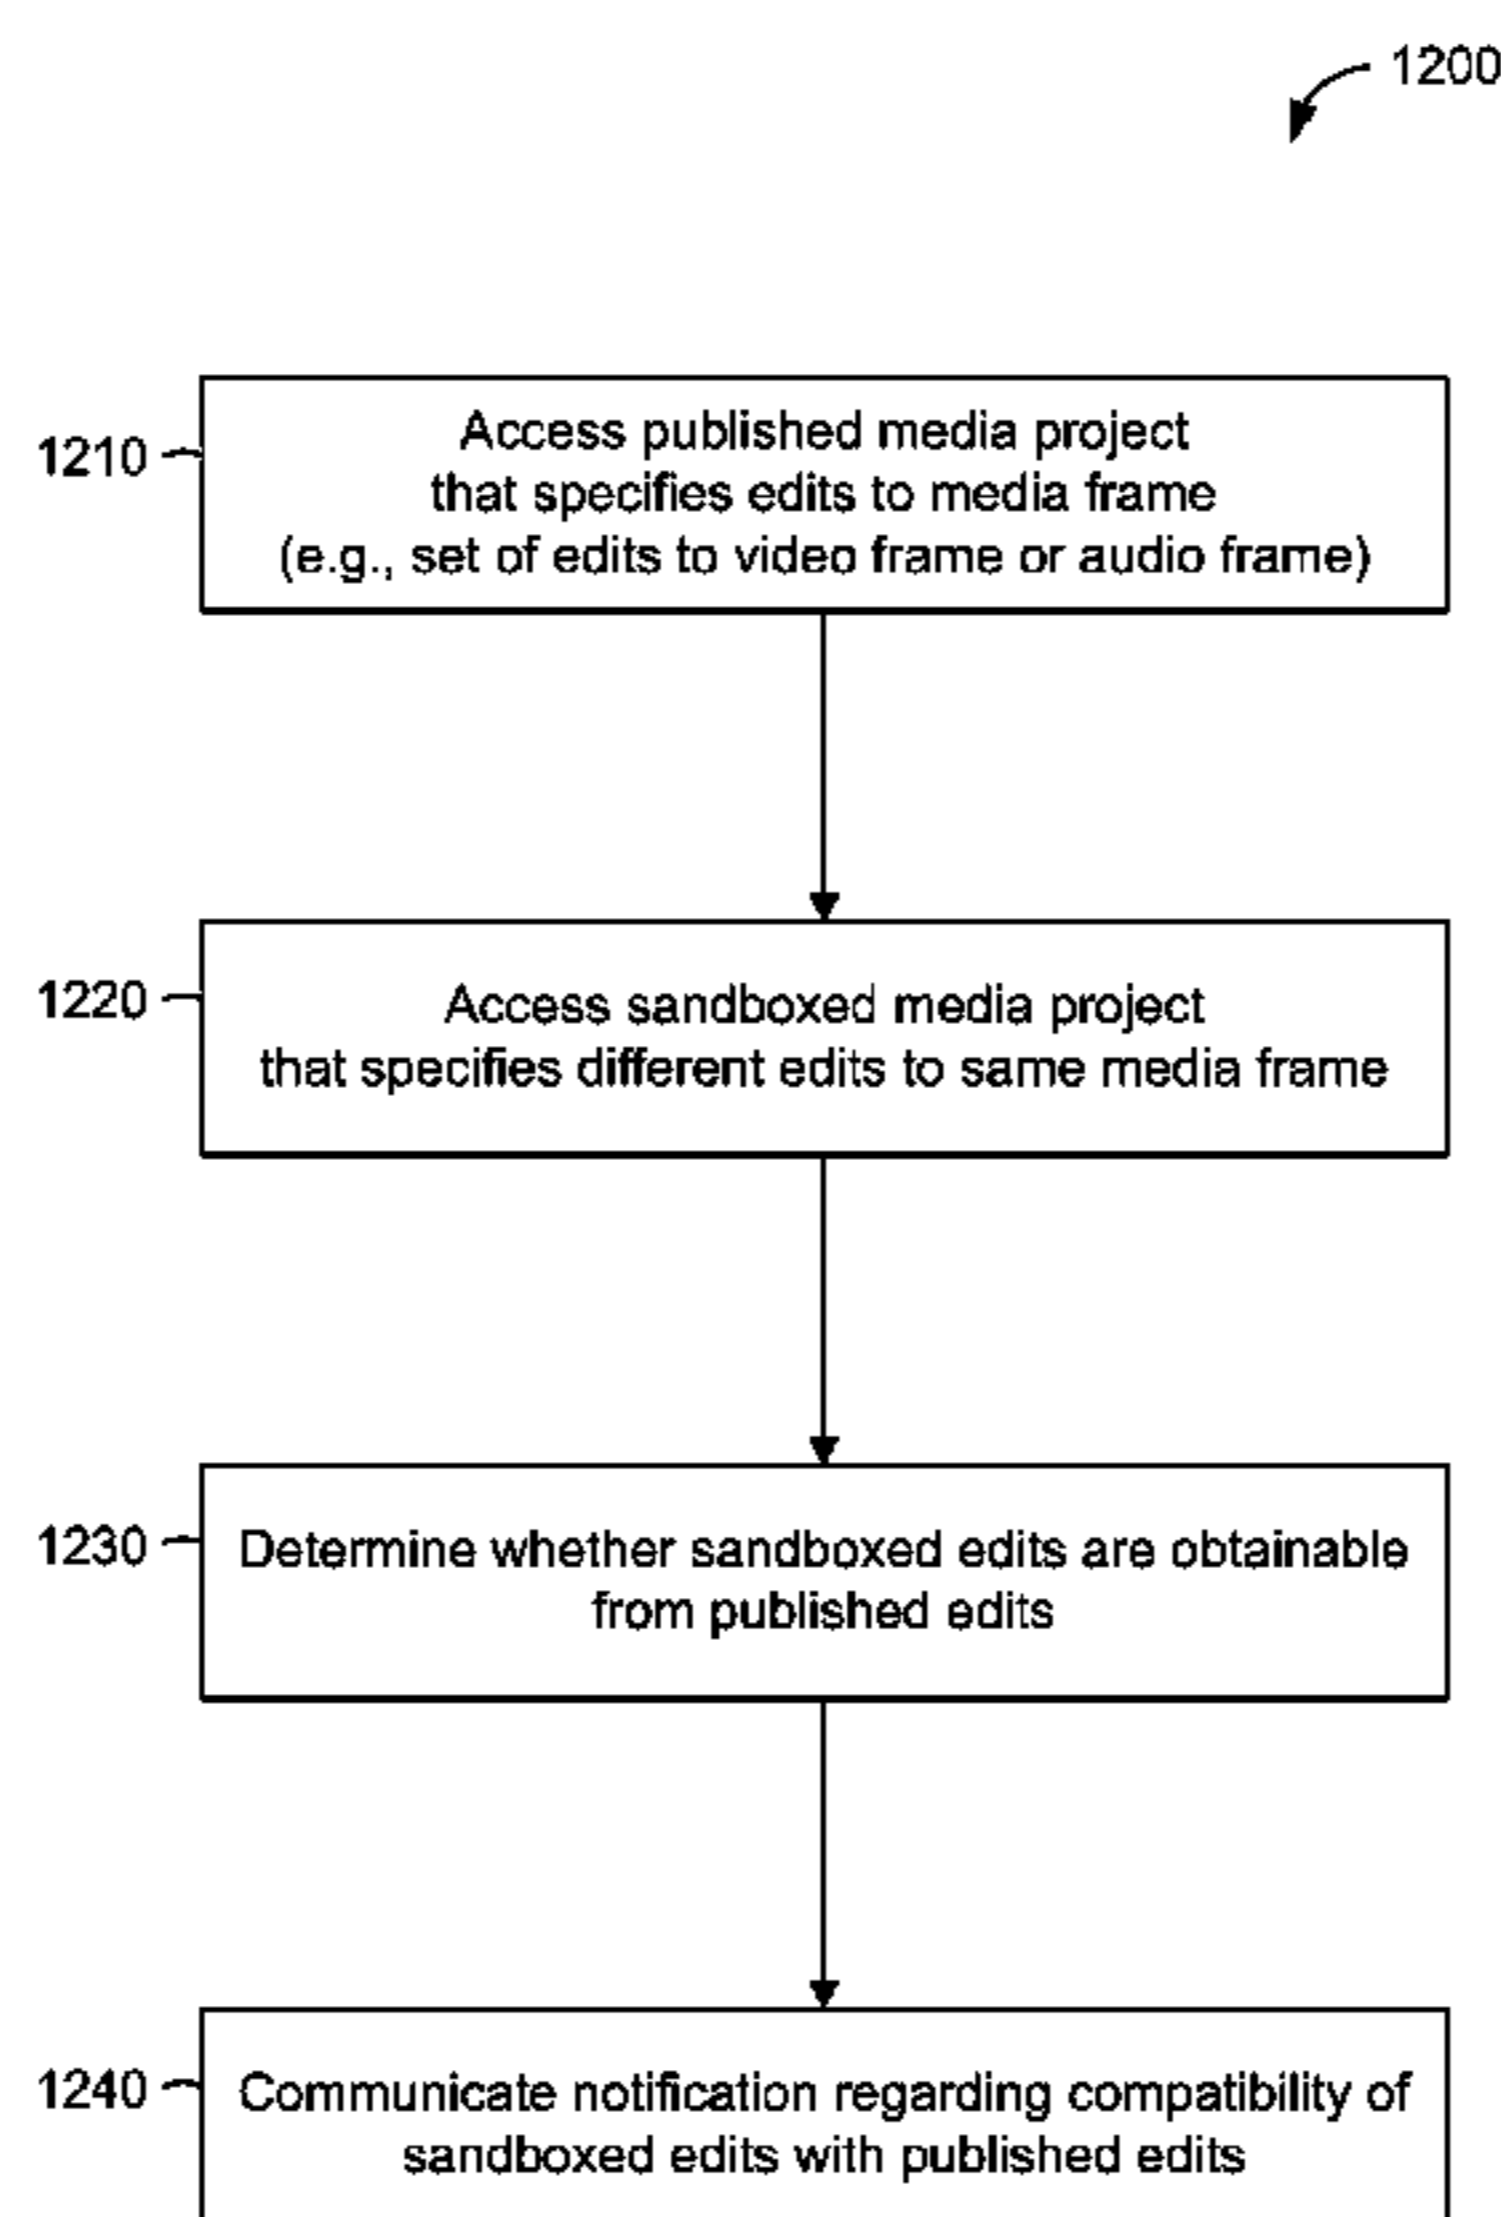 1200
1210
Access published media project
that specifies edits to media frame
(e.g., set of edits to video frame or audio frame)
1220
Access sandboxed media project
that specifies different edits to same media frame
1230
Determine whether sandboxed edits are obtainable
from published edits
1240
Communicate notification regarding compatibility of
sandboxed edits with published edits